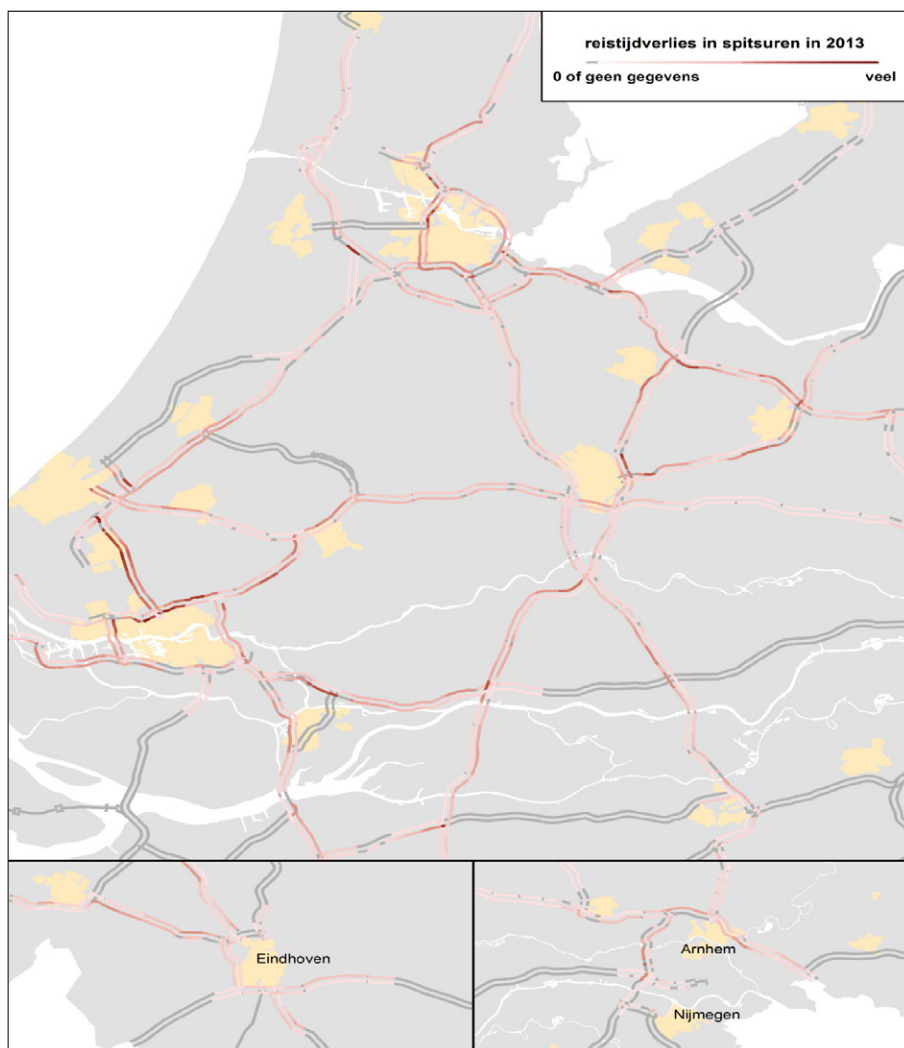 reistijdverlies in spitsuren in 2013
0 of geen gegevens veel
Eindhoven
Arnhem
Nijmegen